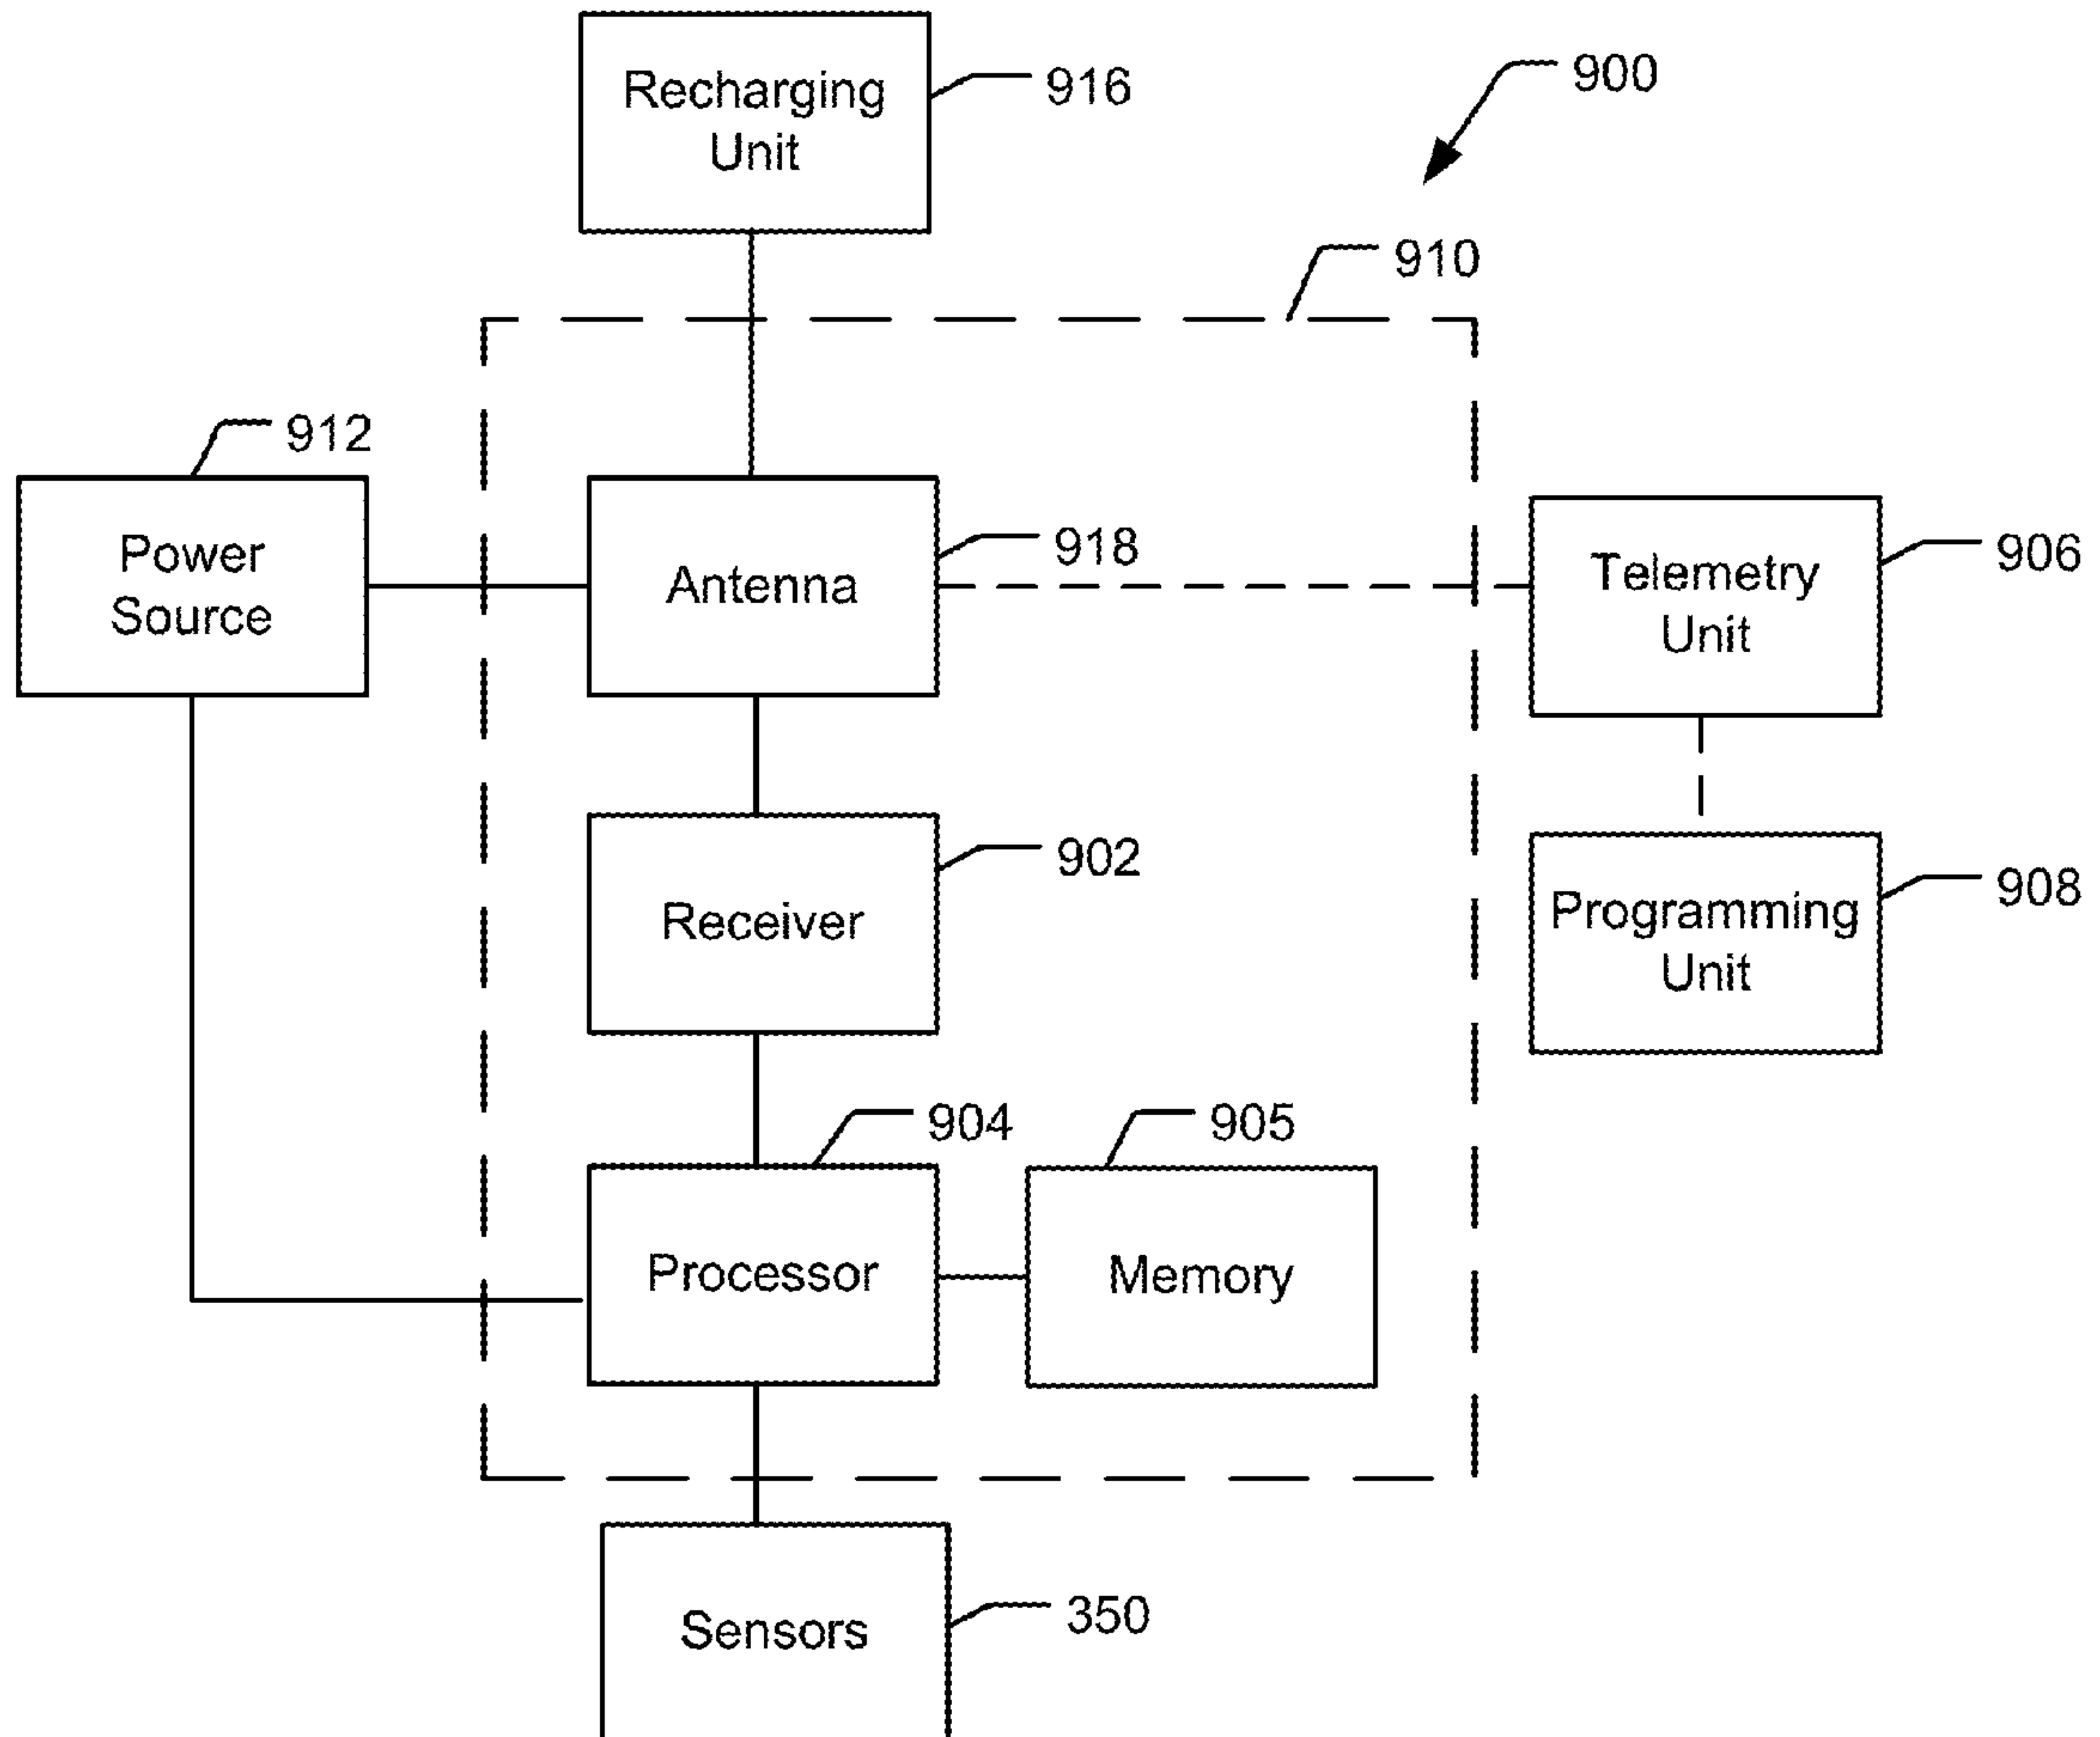 Recharging
Unit
916
900
910
912
Power
Source
Antenna
918
Telemetry
Unit
906
Receiver
902
Programming
Unit
908
904
905
Processor
Memory
Sensors
350